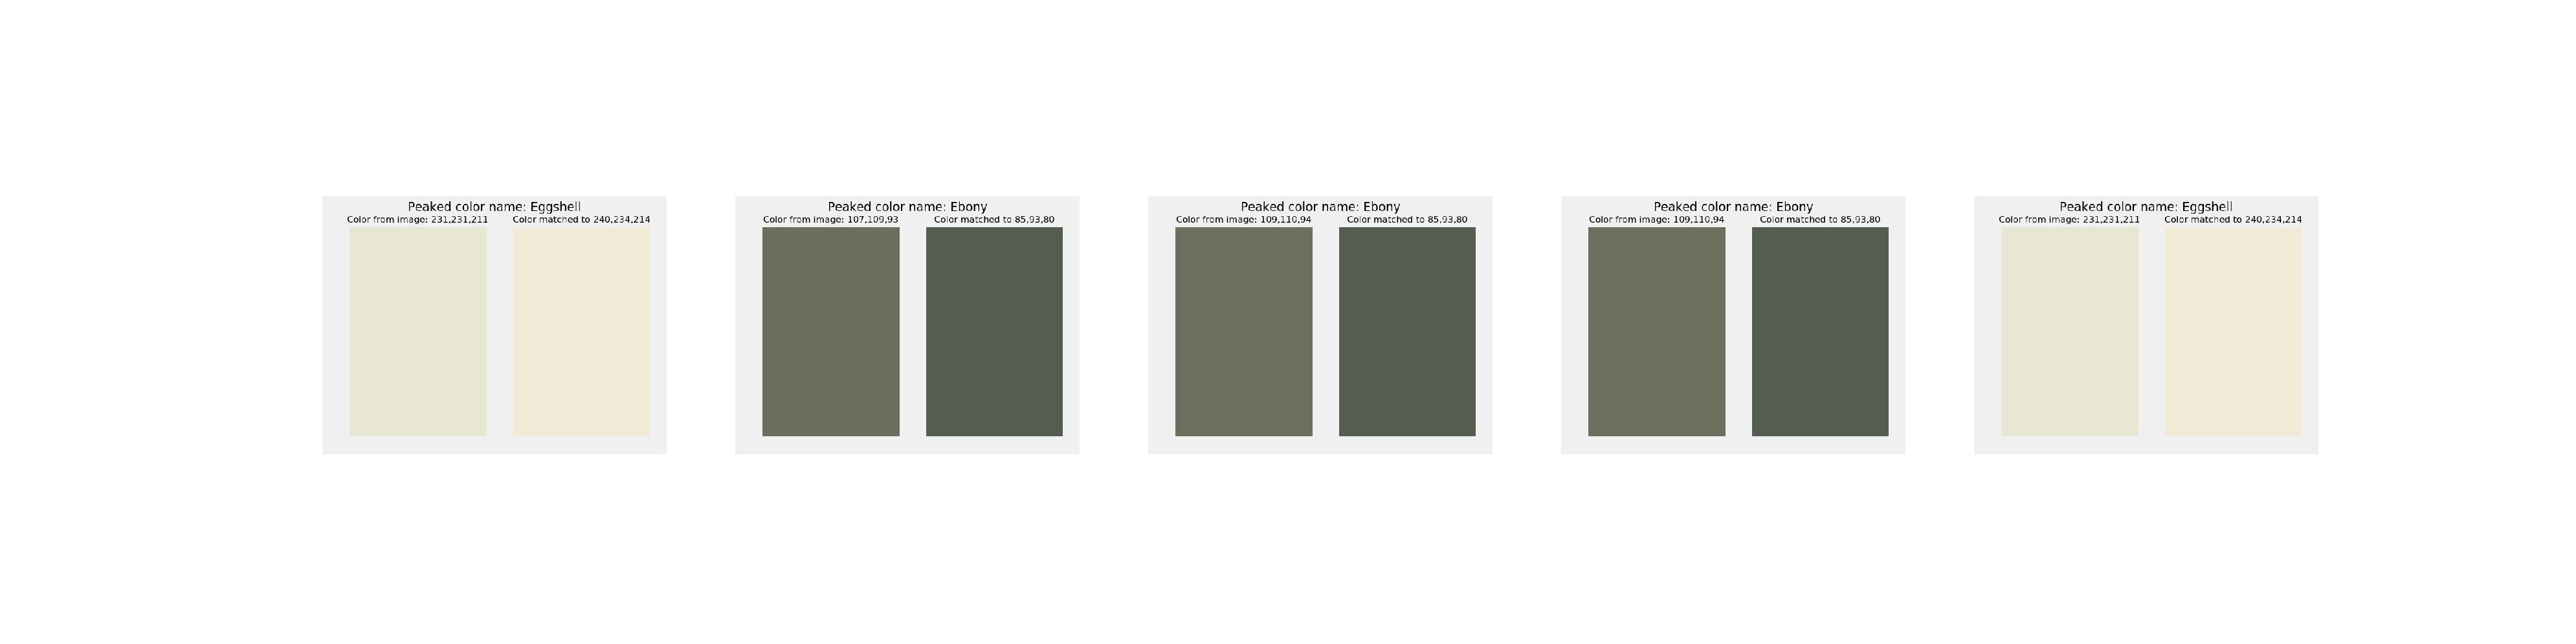 Peaked color name: Eggshell
Color from image: 231,231,211
Color matched to 240,234,214
Peaked color name: Ebony
Color from image: 107,109,93
Color matched to 85,93,80
Peaked color name: Ebony
Color from image: 109,110,94
Color matched to 85,93,80
Peaked color name: Ebony
Color from image: 109,110,94
Color matched to 85,93,80
Peaked color name: Eggshell
Color from image: 231,231,211
Color matched to 240,234,214